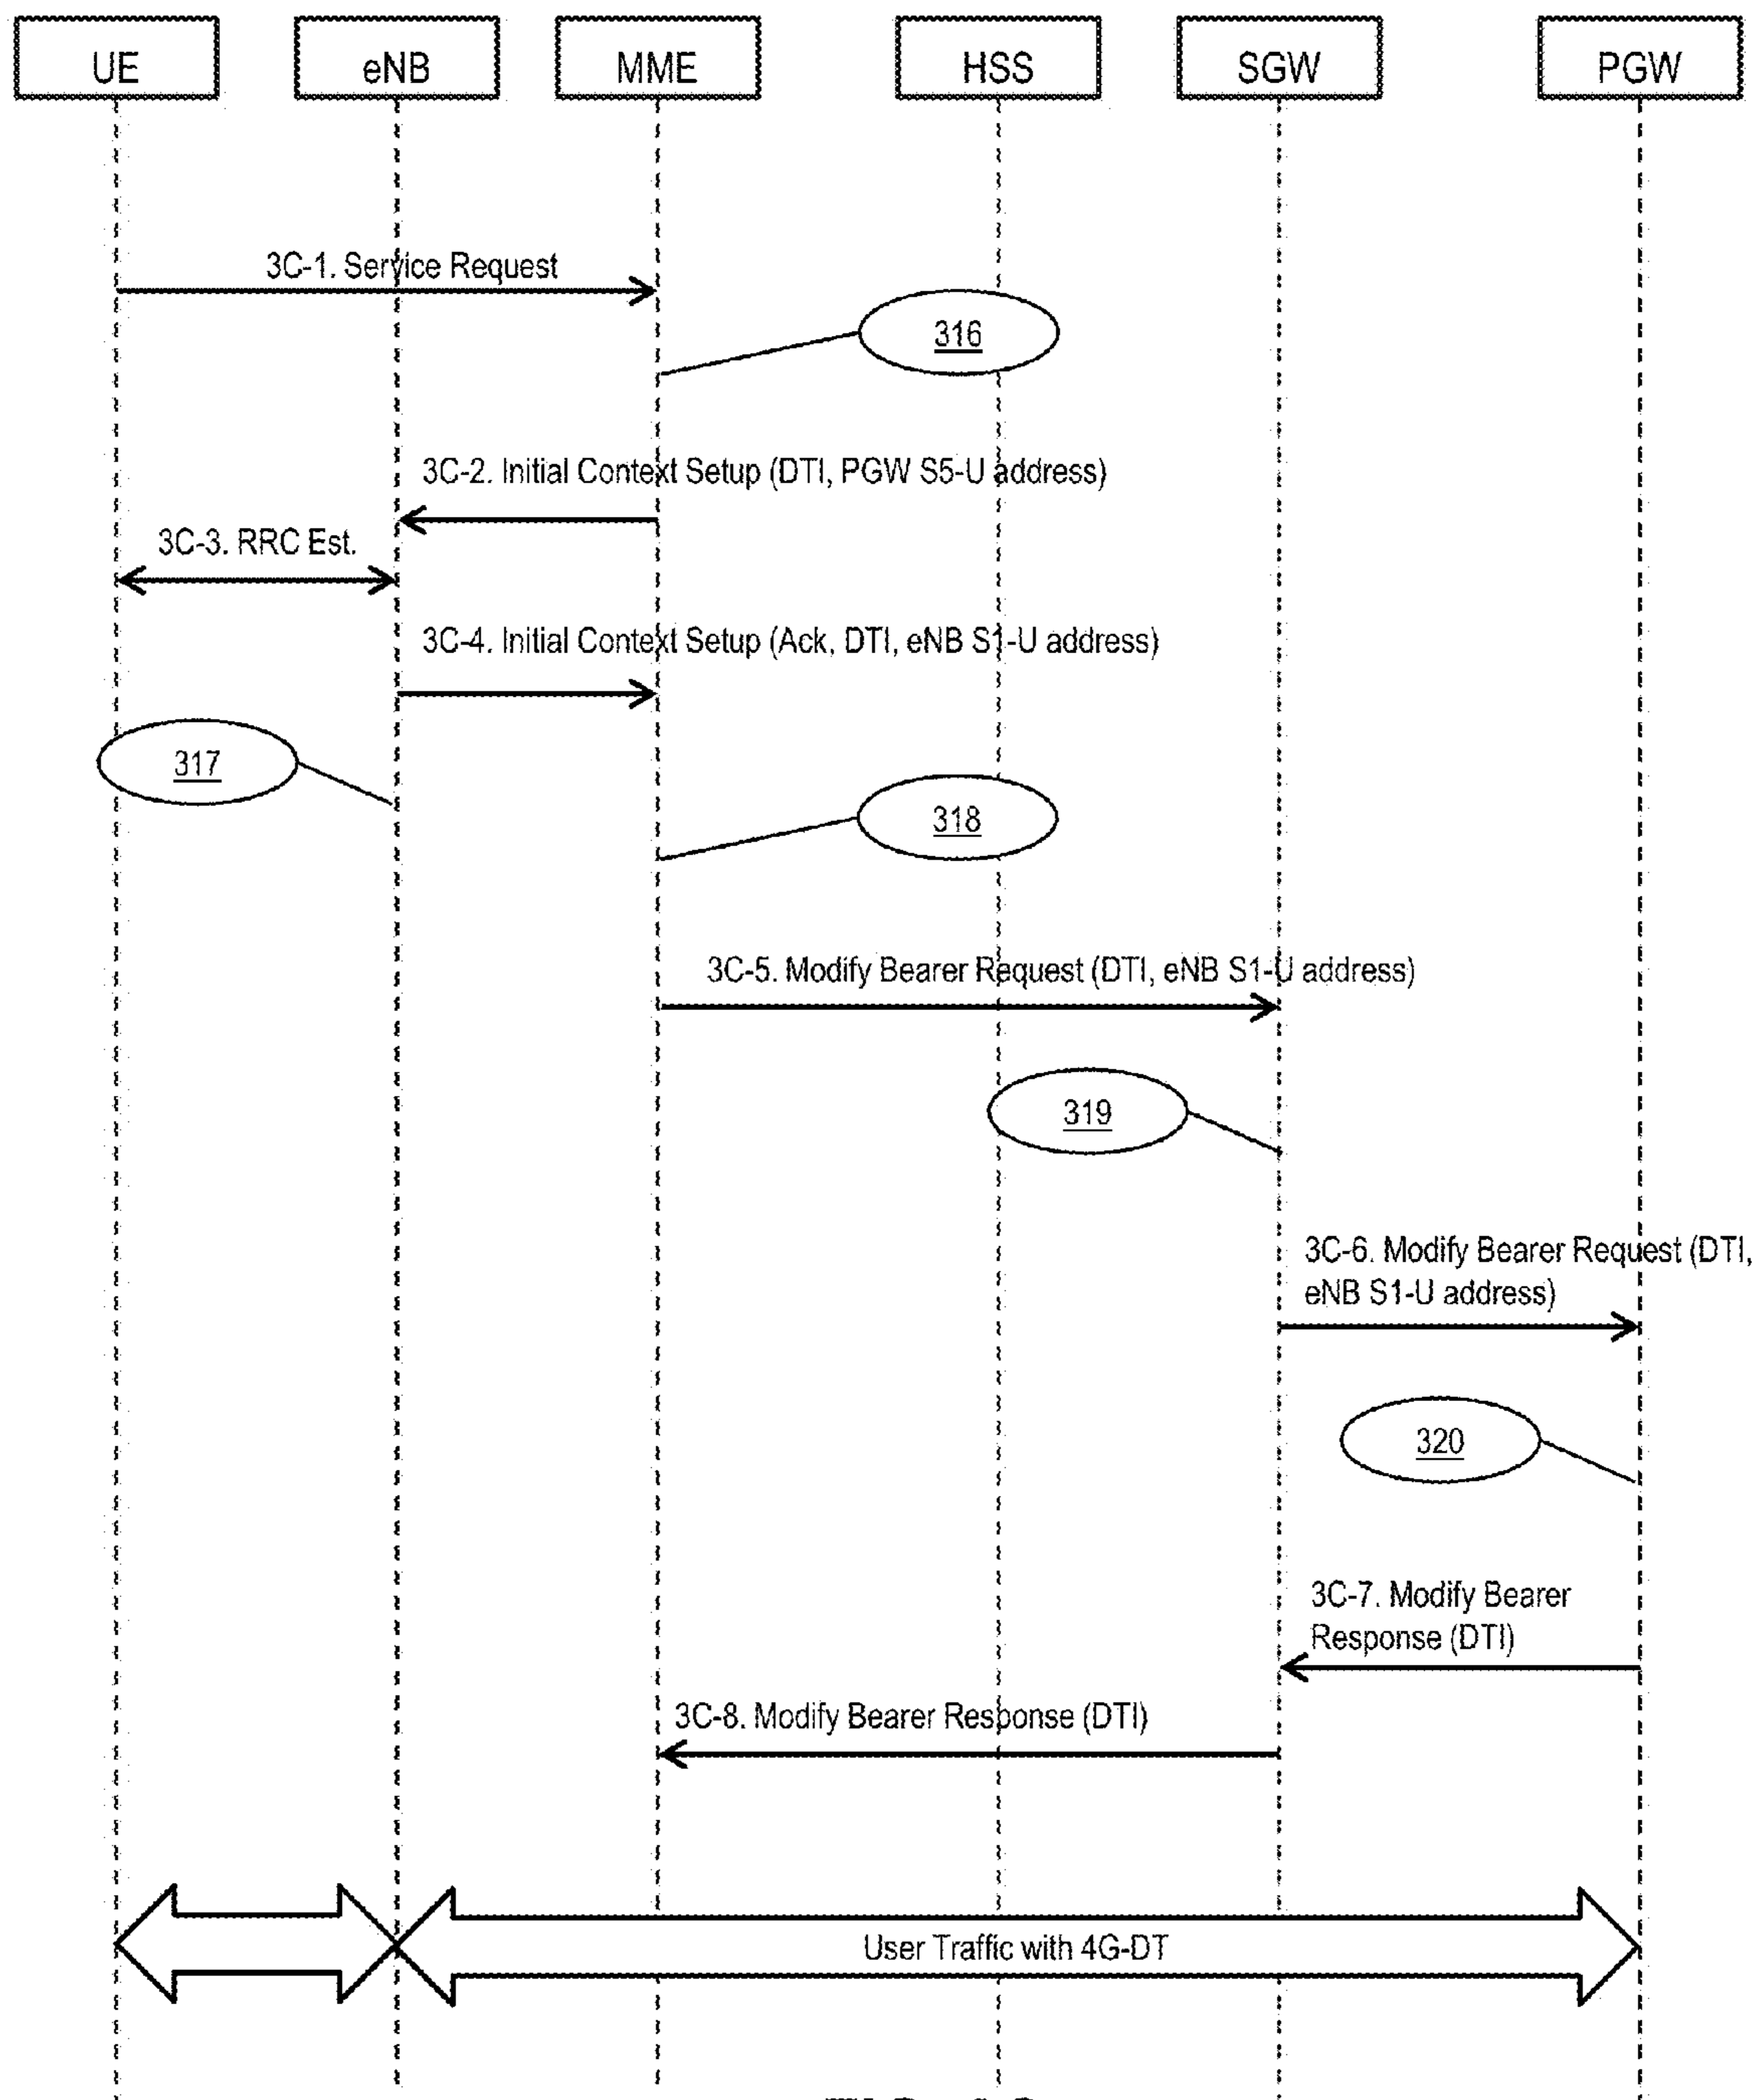 UE eNB MME HSS SGW PGW
3C-1. Service Request
316
3C-2. Initial Context Setup (DTI, PGW S5-U address)
3C-3. RRC Est.
3C-4. Initial Context Setup (Ack, DTI, eNB S1-U address)
317
318
3C-5. Modify Bearer Request (DTI, eNB S1-U address)
319
3C-6. Modify Bearer Request (DTI,
eNB S1-U address)
320
3C-7. Modify Bearer
Response (DTI)
3C-8. Modify Bearer Response (DTI)
User Traffic with 4G-DT